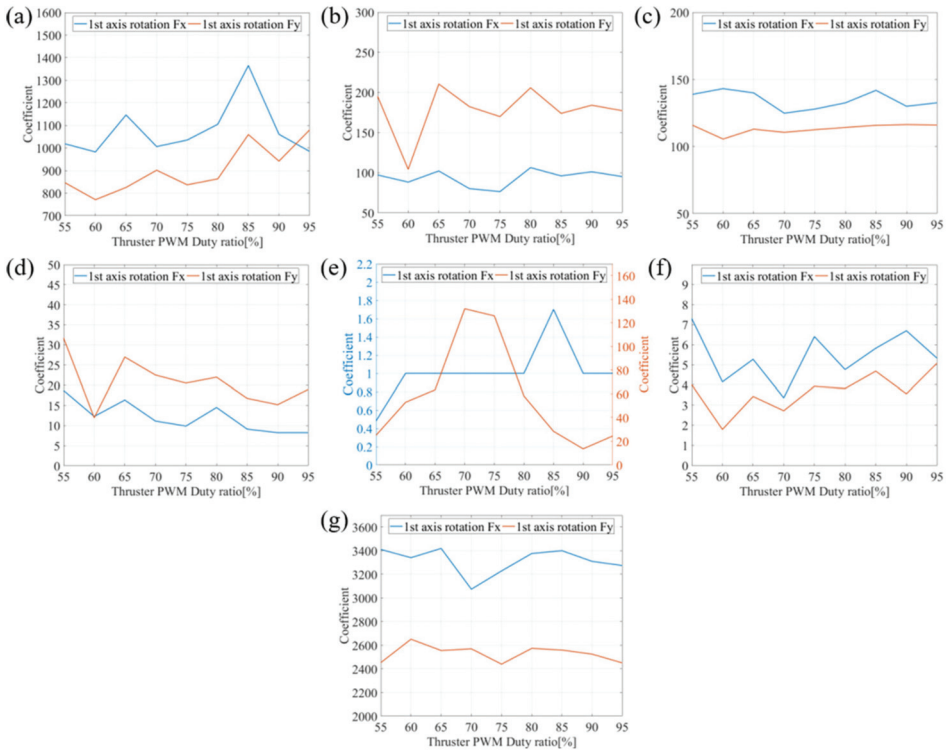 (a)
1st axis rotation Fx 1st axis rotation Fy
1600
1500
1400
1300
1200
1100
1000
900
800
700
Coefficient
55 60 65 70 75 80 85 90 95
Thruster PWM Duty ratio[%]
(b)
1st axis rotation Fx 1st axis rotation Fy
300
250
200
150
100
50
Coefficient
55 60 65 70 75 80 85 90 95
Thruster PWM Duty ratio[%]
(c)
1st axis rotation Fx 1st axis rotation Fy
200
150
100
50
Coefficient
55 60 65 70 75 80 85 90 95
Thruster PWM Duty ratio[%]
(d)
1st axis rotation Fx 1st axis rotation Fy
50
45
40
35
30
25
20
15
10
5
0
Coefficient
55 60 65 70 75 80 85 90 95
Thruster PWM Duty ratio[%]
(e)
1st axis rotation Fx 1st axis rotation Fy
2.2
2
1.8
1.6
1.4
1.2
1
0.8
0.6
0.4
0.2
0
Coefficient
160
140
120
100
80
60
40
20
0
Coefficient
55 60 65 70 75 80 85 90 95
Thruster PWM Duty ratio[%]
(f)
1st axis rotation Fx 1st axis rotation Fy
9
8
7
6
5
4
3
2
1
0
Coefficient
55 60 65 70 75 80 85 90 95
Thruster PWM Duty ratio[%]
(g)
1st axis rotation Fx 1st axis rotation Fy
3600
3400
3200
3000
2800
2600
2400
2200
2000
Coefficient
55 60 65 70 75 80 85 90 95
Thruster PWM Duty ratio[%]